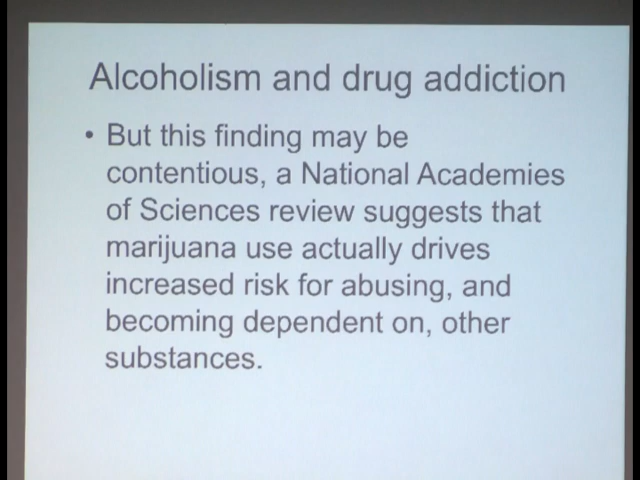 Alcoholism and drug addiction
• But this finding may be
contentious, a National Academies
of Sciences review suggests that
marijuana use actually drives
increased risk for abusing, and
becoming dependent on, other
substances.